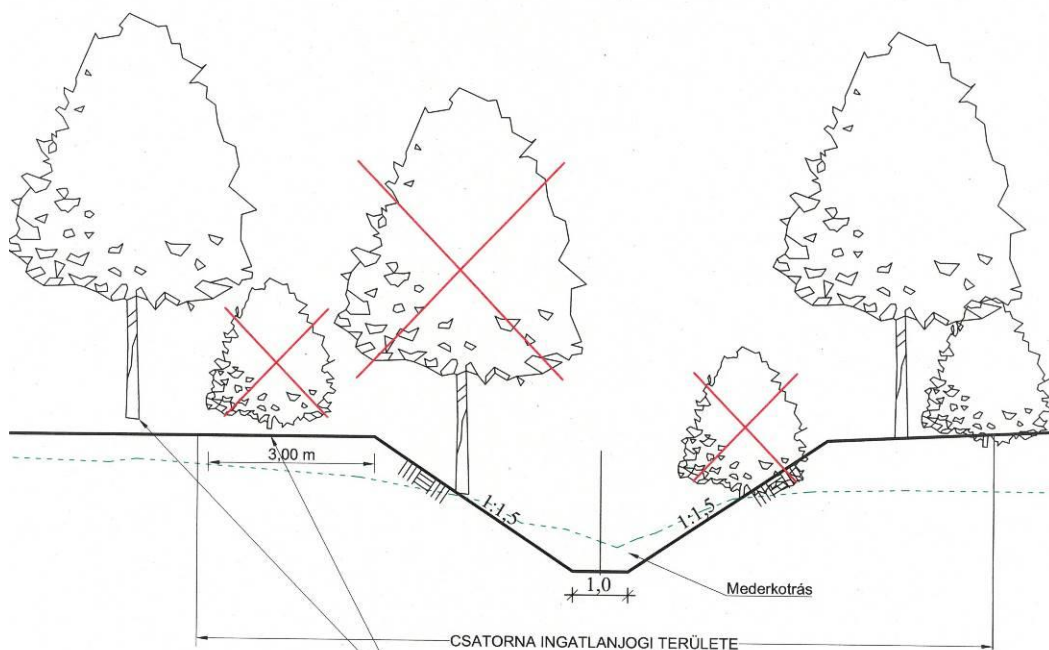 3,00 m
1:1,5
1:1,5
1,0
Mederkotrás
CSATORNA INGATLANJOGI TERÜLETE